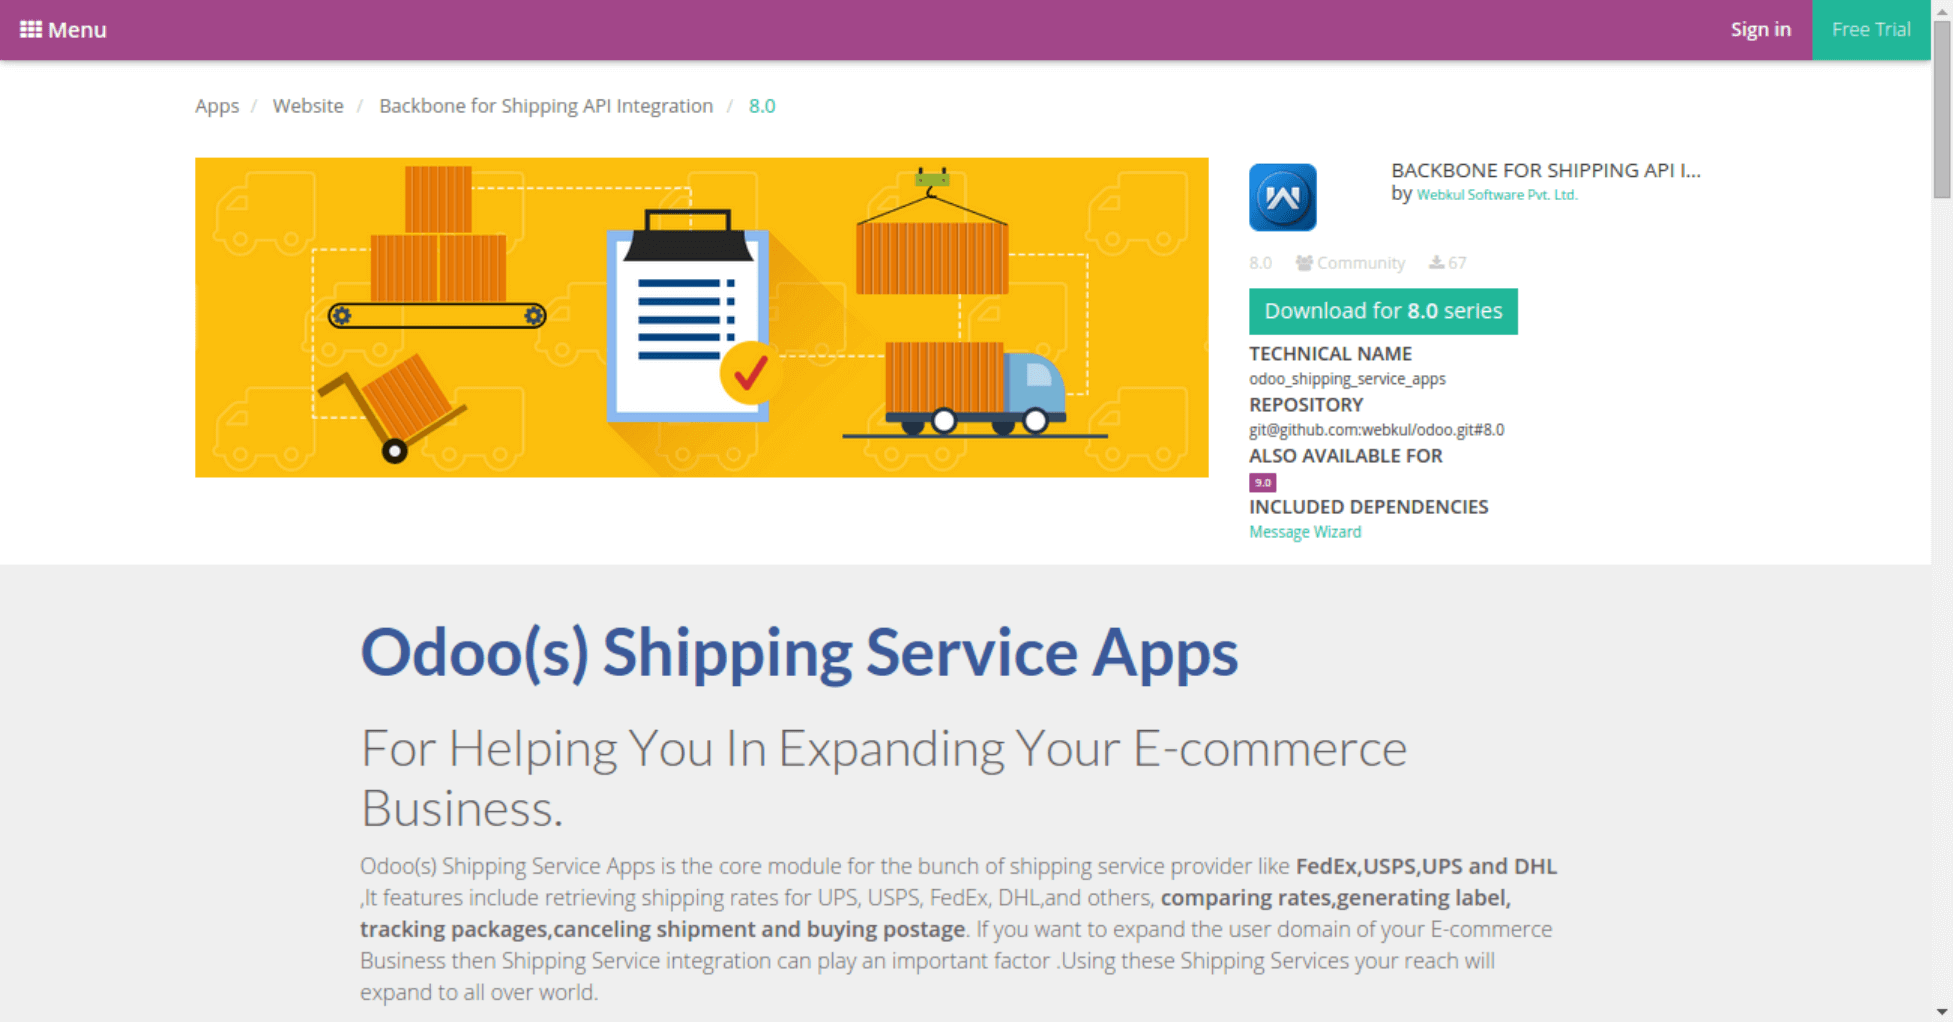 Menu
Sign in
Free Trial
Apps / Website / Backbone for Shipping API Integration / 8.0
BACKBONE FOR SHIPPING API I...
by Webkul Software Pvt. Ltd.
8.0 Community 67
Download for 8.0 series
TECHNICAL NAME
odoo_shipping_service_apps
REPOSITORY
git@github.com:webkul/odoo.git#8.0
ALSO AVAILABLE FOR
9.0
INCLUDED DEPENDENCIES
Message Wizard
Odoo(s) Shipping Service Apps
For Helping You In Expanding Your E-commerce
Business.
Odoo(s) Shipping Service Apps is the core module for the bunch of shipping service provider like FedEx,USPS,UPS and DHL
,It features include retrieving shipping rates for UPS, USPS, FedEx, DHL,and others, comparing rates,generating label,
tracking packages,canceling shipment and buying postage. If you want to expand the user domain of your E-commerce
Business then Shipping Service integration can play an important factor .Using these Shipping Services your reach will
expand to all over world.